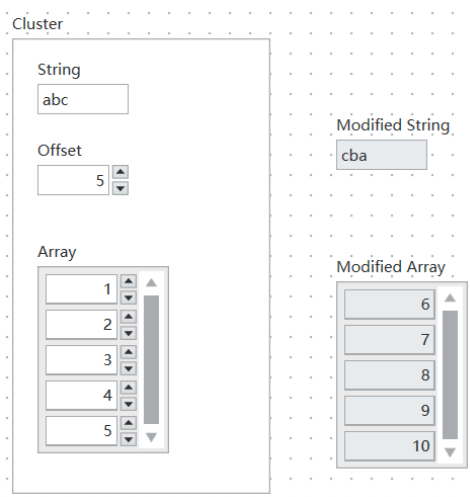 Cluster
String
abc
Offset
5
Array
1
2
3
4
5
Modified String
cba
Modified Array
6
7
8
9
10